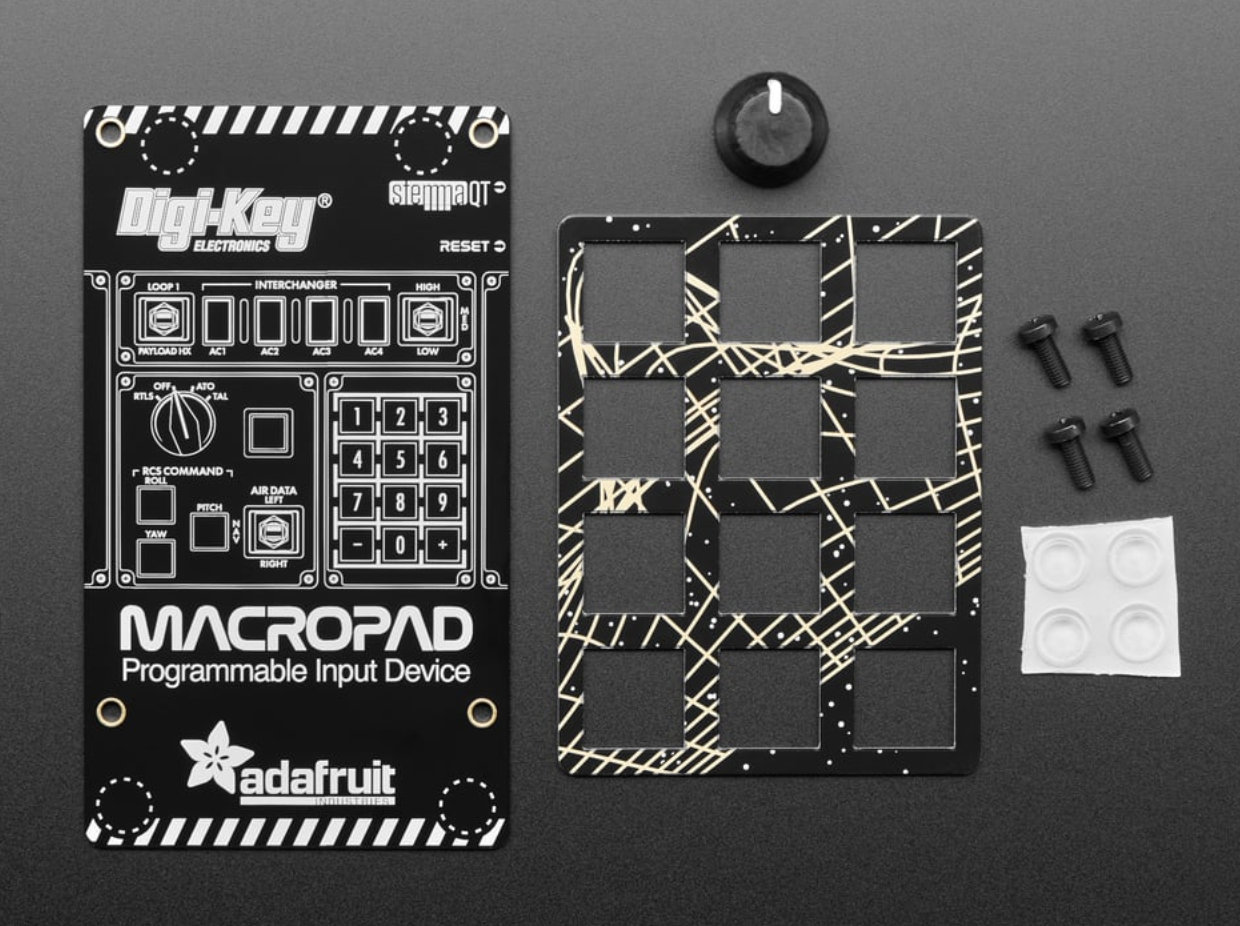 Digi-Key®
ELECTRONICS
stemma QT
RESET
INTERCHANGER
LOOP 1
HIGH
MED
PAYLOAD HX
AC1
AC2
AC3
AC4
LOW
OFF
ATO
RTLS
TAL
RCS COMMAND
ROLL
PITCH
YAW
AIR DATA
LEFT
NAV
RIGHT
1 2 3
4 5 6
7 8 9
- 0 +
MACROPAD
Programmable Input Device
adafruit
INDUSTRIES